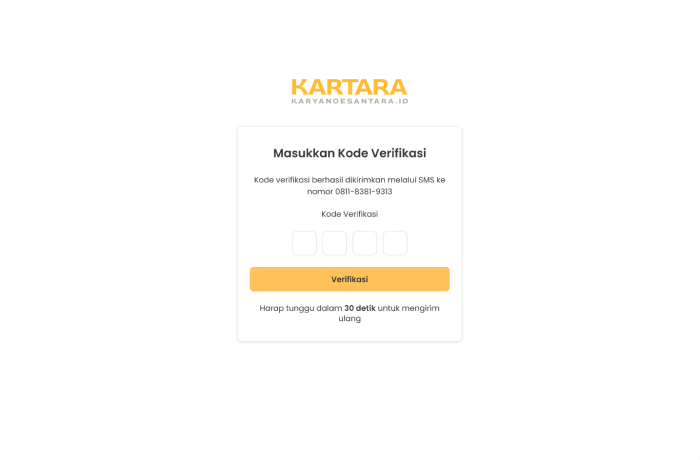 KARTARA
KARYANDESANTARA.ID
Masukkan Kode Verifikasi
Kode verifikasi berhasil dikirimkan melalui SMS ke
nomor 0811-8381-9313
Kode Verifikasi
Verifikasi
Harap tunggu dalam 30 detik untuk mengirim
ulang